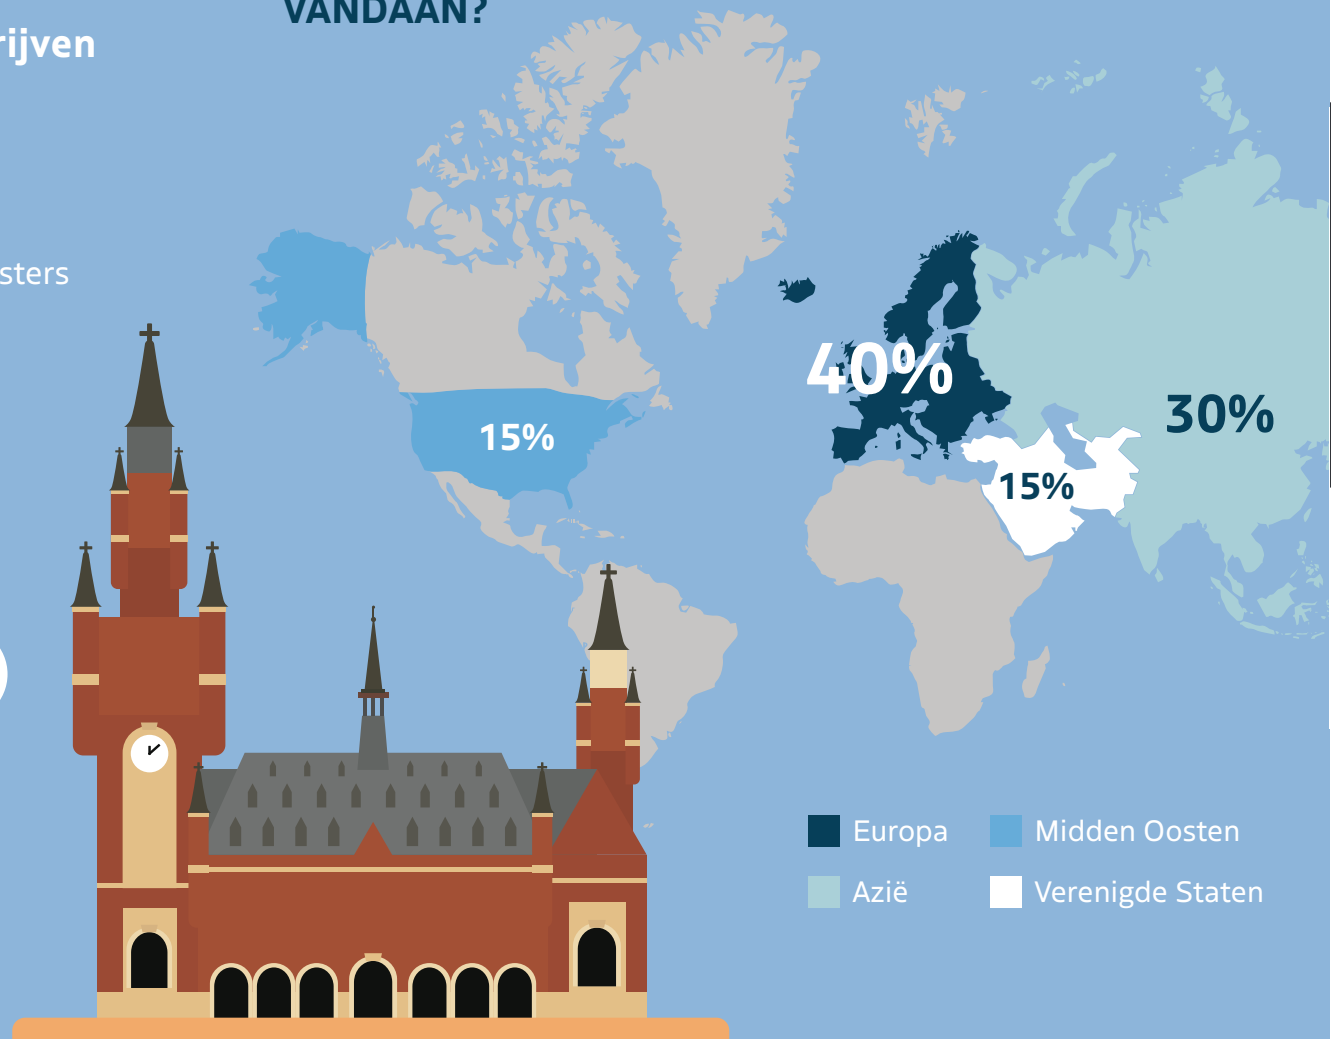 VANDAAN?
rijven
sters
40%
30%
15%
15%
Europa
Midden Oosten
Azië
Verenigde Staten